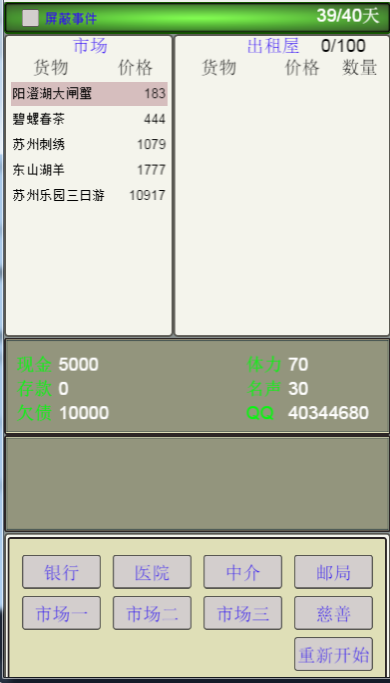 屏蔽事件 39/40天
市场
货物 价格
阳澄湖大闸蟹 183
碧螺春茶 444
苏州刺绣 1079
东山湖羊 1777
苏州乐园三日游 10917
出租屋 0/100
货物 价格 数量
现金 5000
存款 0
欠债 10000
体力 70
名声 30
QQ 40344680
银行 医院 中介 邮局
市场一 市场二 市场三 慈善
重新开始